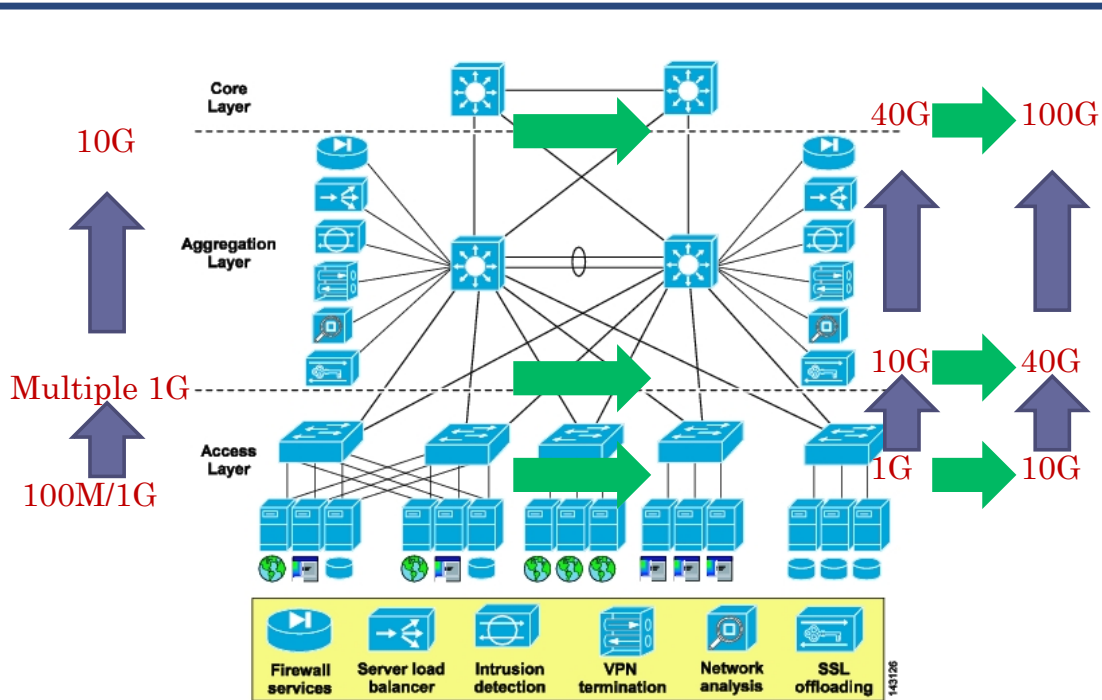 Core
Layer
40G
100G
10G
Aggregation
Layer
10G
40G
Multiple 1G
Access
Layer
1G
10G
100M/1G
Firewall
services
Server load
balancer
Intrusion
detection
VPN
termination
Network
analysis
SSL
offloading
143126